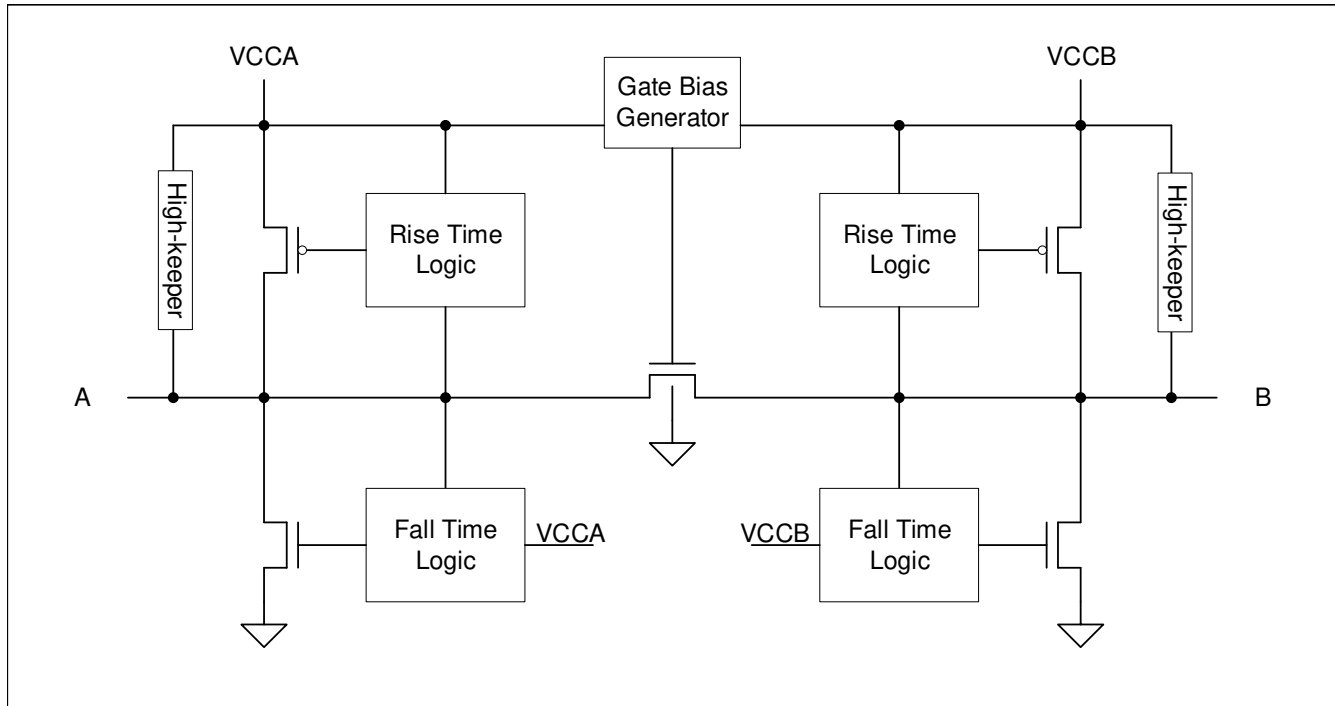 VCCA
VCCB
Gate Bias
Generator
High-keeper
Rise Time
Logic
Rise Time
Logic
High-keeper
A
B
Fall Time
Logic
VCCA
VCCB
Fall Time
Logic